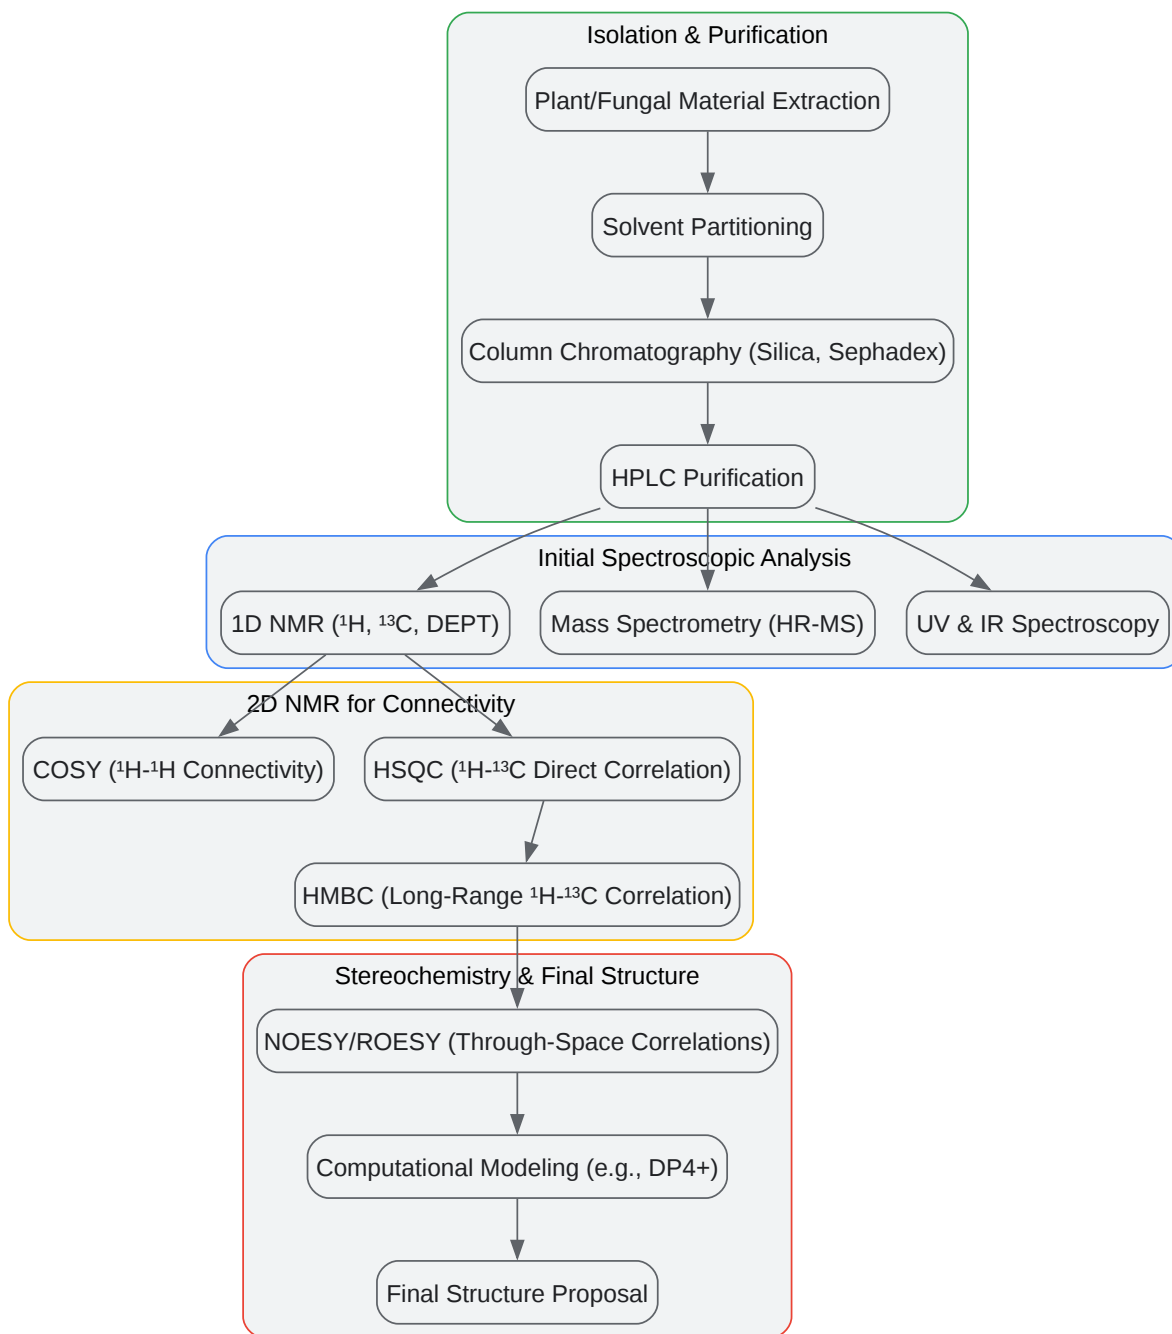 Isolation & Purification
Plant/Fungal Material Extraction
Solvent Partitioning
Column Chromatography (Silica, Sephadex)
HPLC Purification
Initial Spectroscopic Analysis
1D NMR (¹H, ¹³C, DEPT)
Mass Spectrometry (HR-MS)
UV & IR Spectroscopy
2D NMR for Connectivity
COSY (¹H-¹H Connectivity)
HSQC (¹H-¹³C Direct Correlation)
HMBC (Long-Range ¹H-¹³C Correlation)
Stereochemistry & Final Structure
NOESY/ROESY (Through-Space Correlations)
Computational Modeling (e.g., DP4+)
Final Structure Proposal